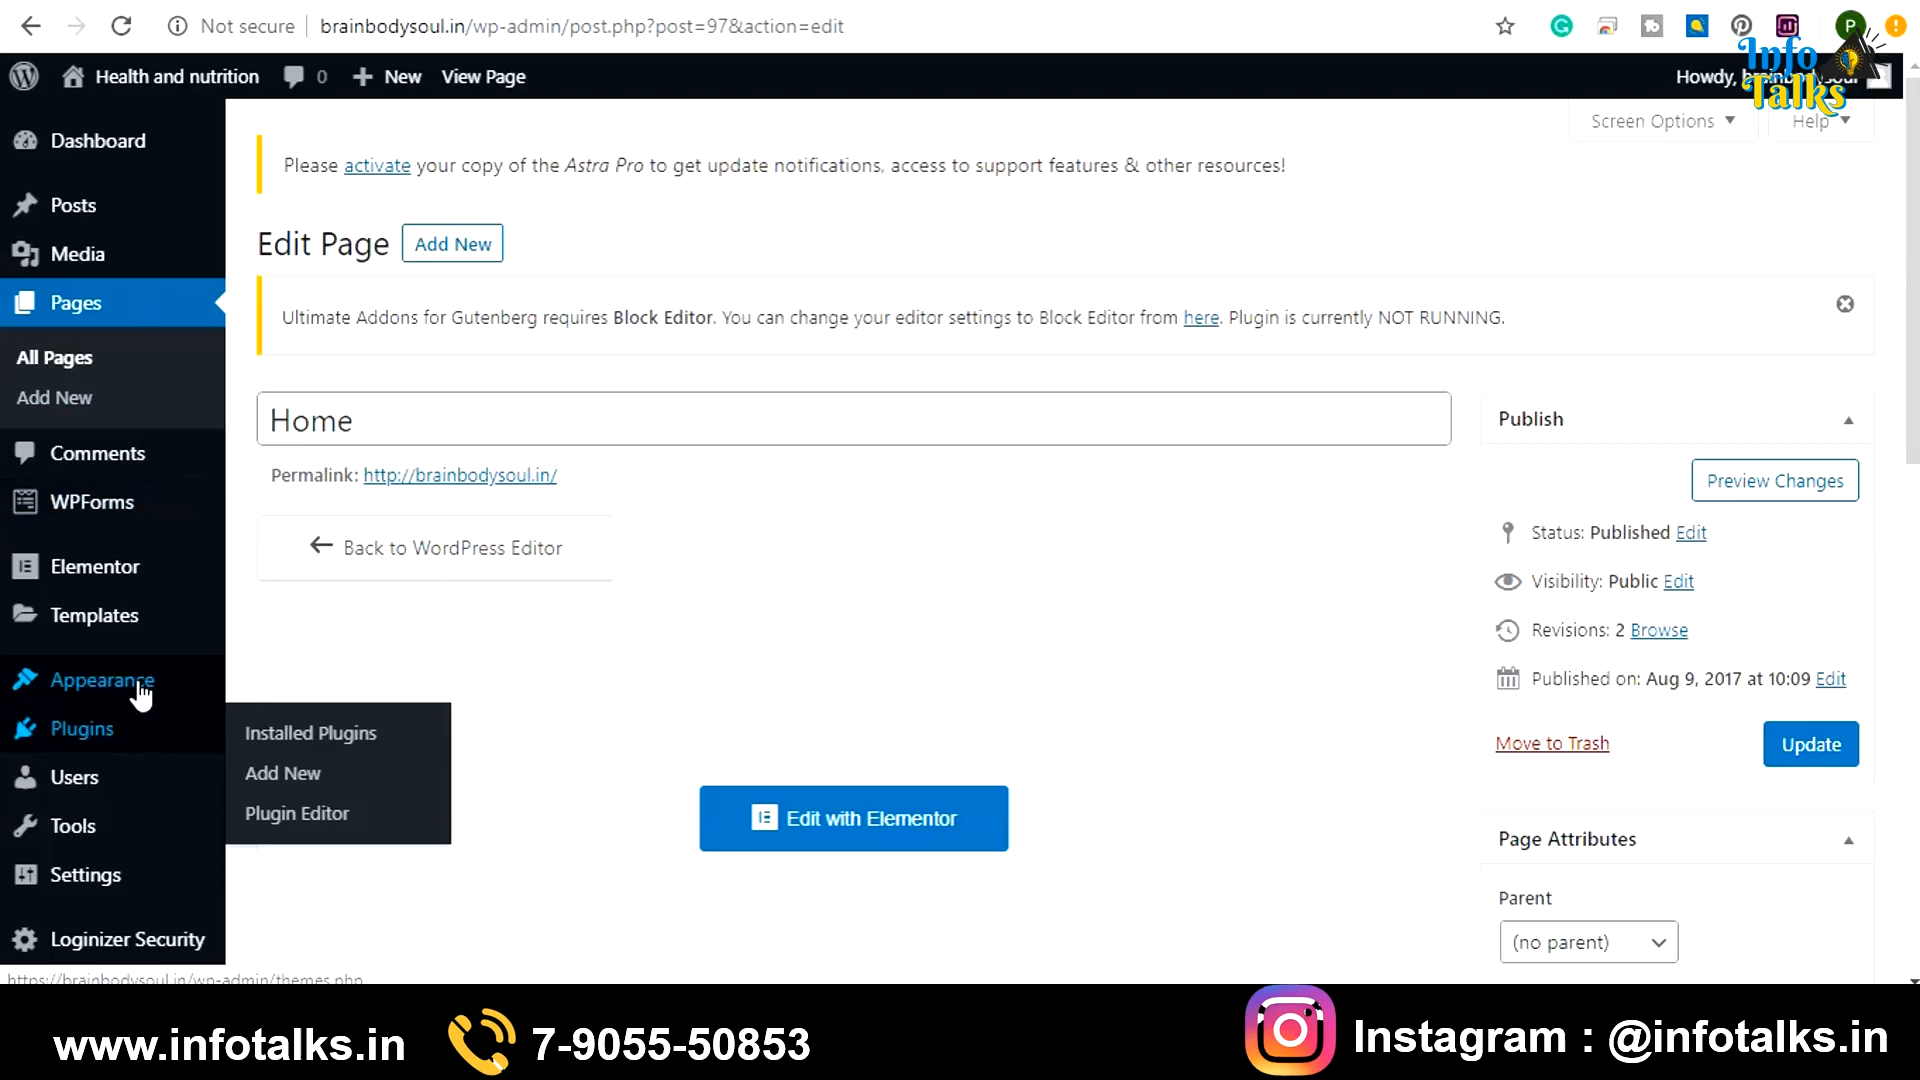 Not secure brainbodysoul.in/wp-admin/post.php?post=97&action=edit
P
Info Talks
Health and nutrition 0 New View Page
Howdy,
Screen Options
Help
Dashboard
Posts
Media
Pages
All Pages
Add New
Comments
WPForms
Elementor
Templates
Appearance
Plugins
Users
Tools
Settings
Loginizer Security
Installed Plugins
Add New
Plugin Editor
Please activate your copy of the Astra Pro to get update notifications, access to support features & other resources!
Edit Page Add New
Ultimate Addons for Gutenberg requires Block Editor. You can change your editor settings to Block Editor from here. Plugin is currently NOT RUNNING.
Home
Permalink: http://brainbodysoul.in/
Back to WordPress Editor
Edit with Elementor
Publish
Preview Changes
Status: Published Edit
Visibility: Public Edit
Revisions: 2 Browse
Published on: Aug 9, 2017 at 10:09 Edit
Move to Trash
Update
Page Attributes
Parent
(no parent)
https://brainbodysoul.in/wp-admin/themes.php
www.infotalks.in 7-9055-50853 Instagram : @infotalks.in